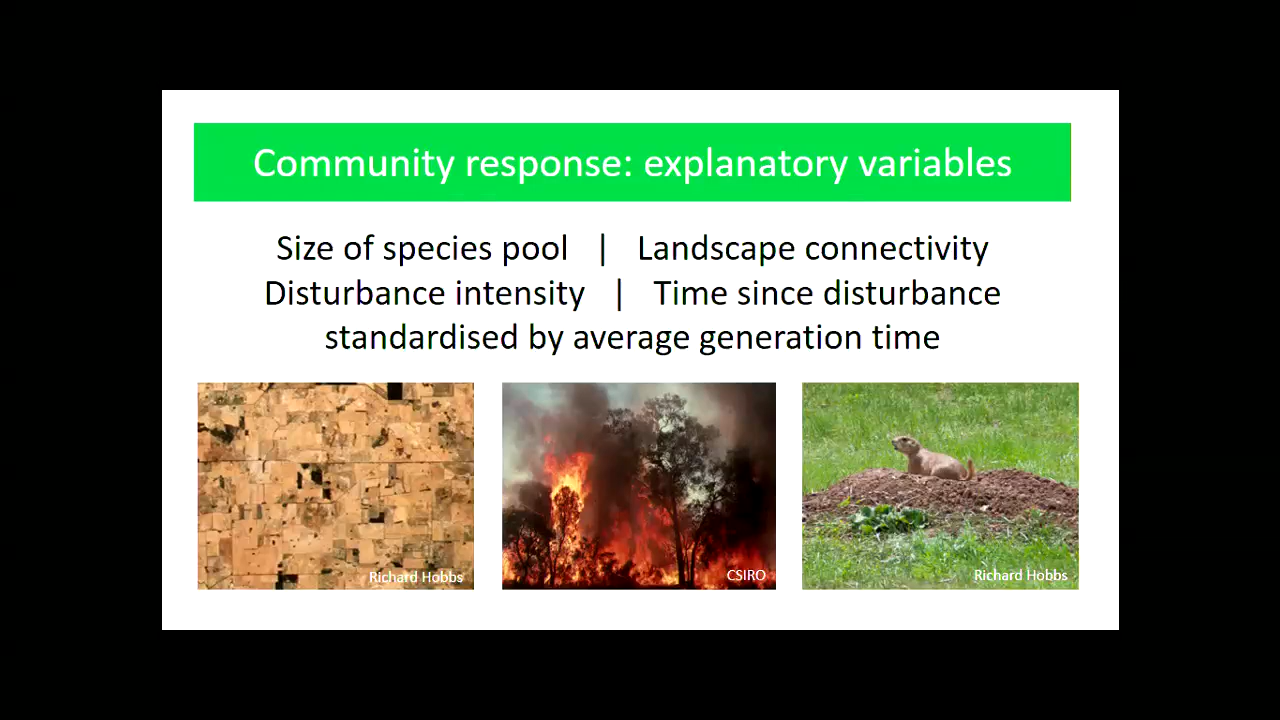 Community response: explanatory variables
Size of species pool | Landscape connectivity
Disturbance intensity | Time since disturbance
standardised by average generation time
Richard Hobbs
CSIRO
Richard Hobbs